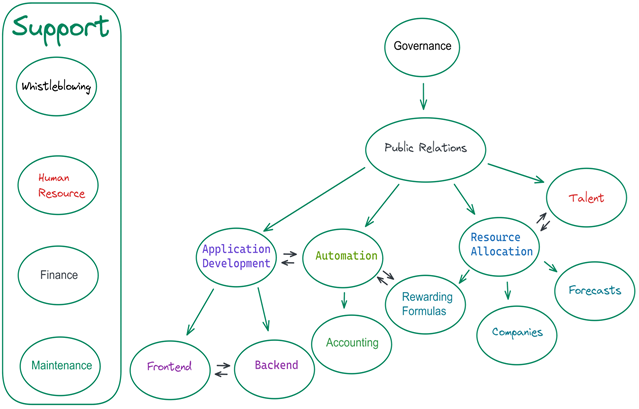 Support
Whistleblowing
Human
Resource
Finance
Maintenance
Governance
Public Relations
Talent
Application
Development
Automation
Resource
Allocation
Rewarding
Formulas
Forecasts
Companies
Accounting
Frontend
Backend